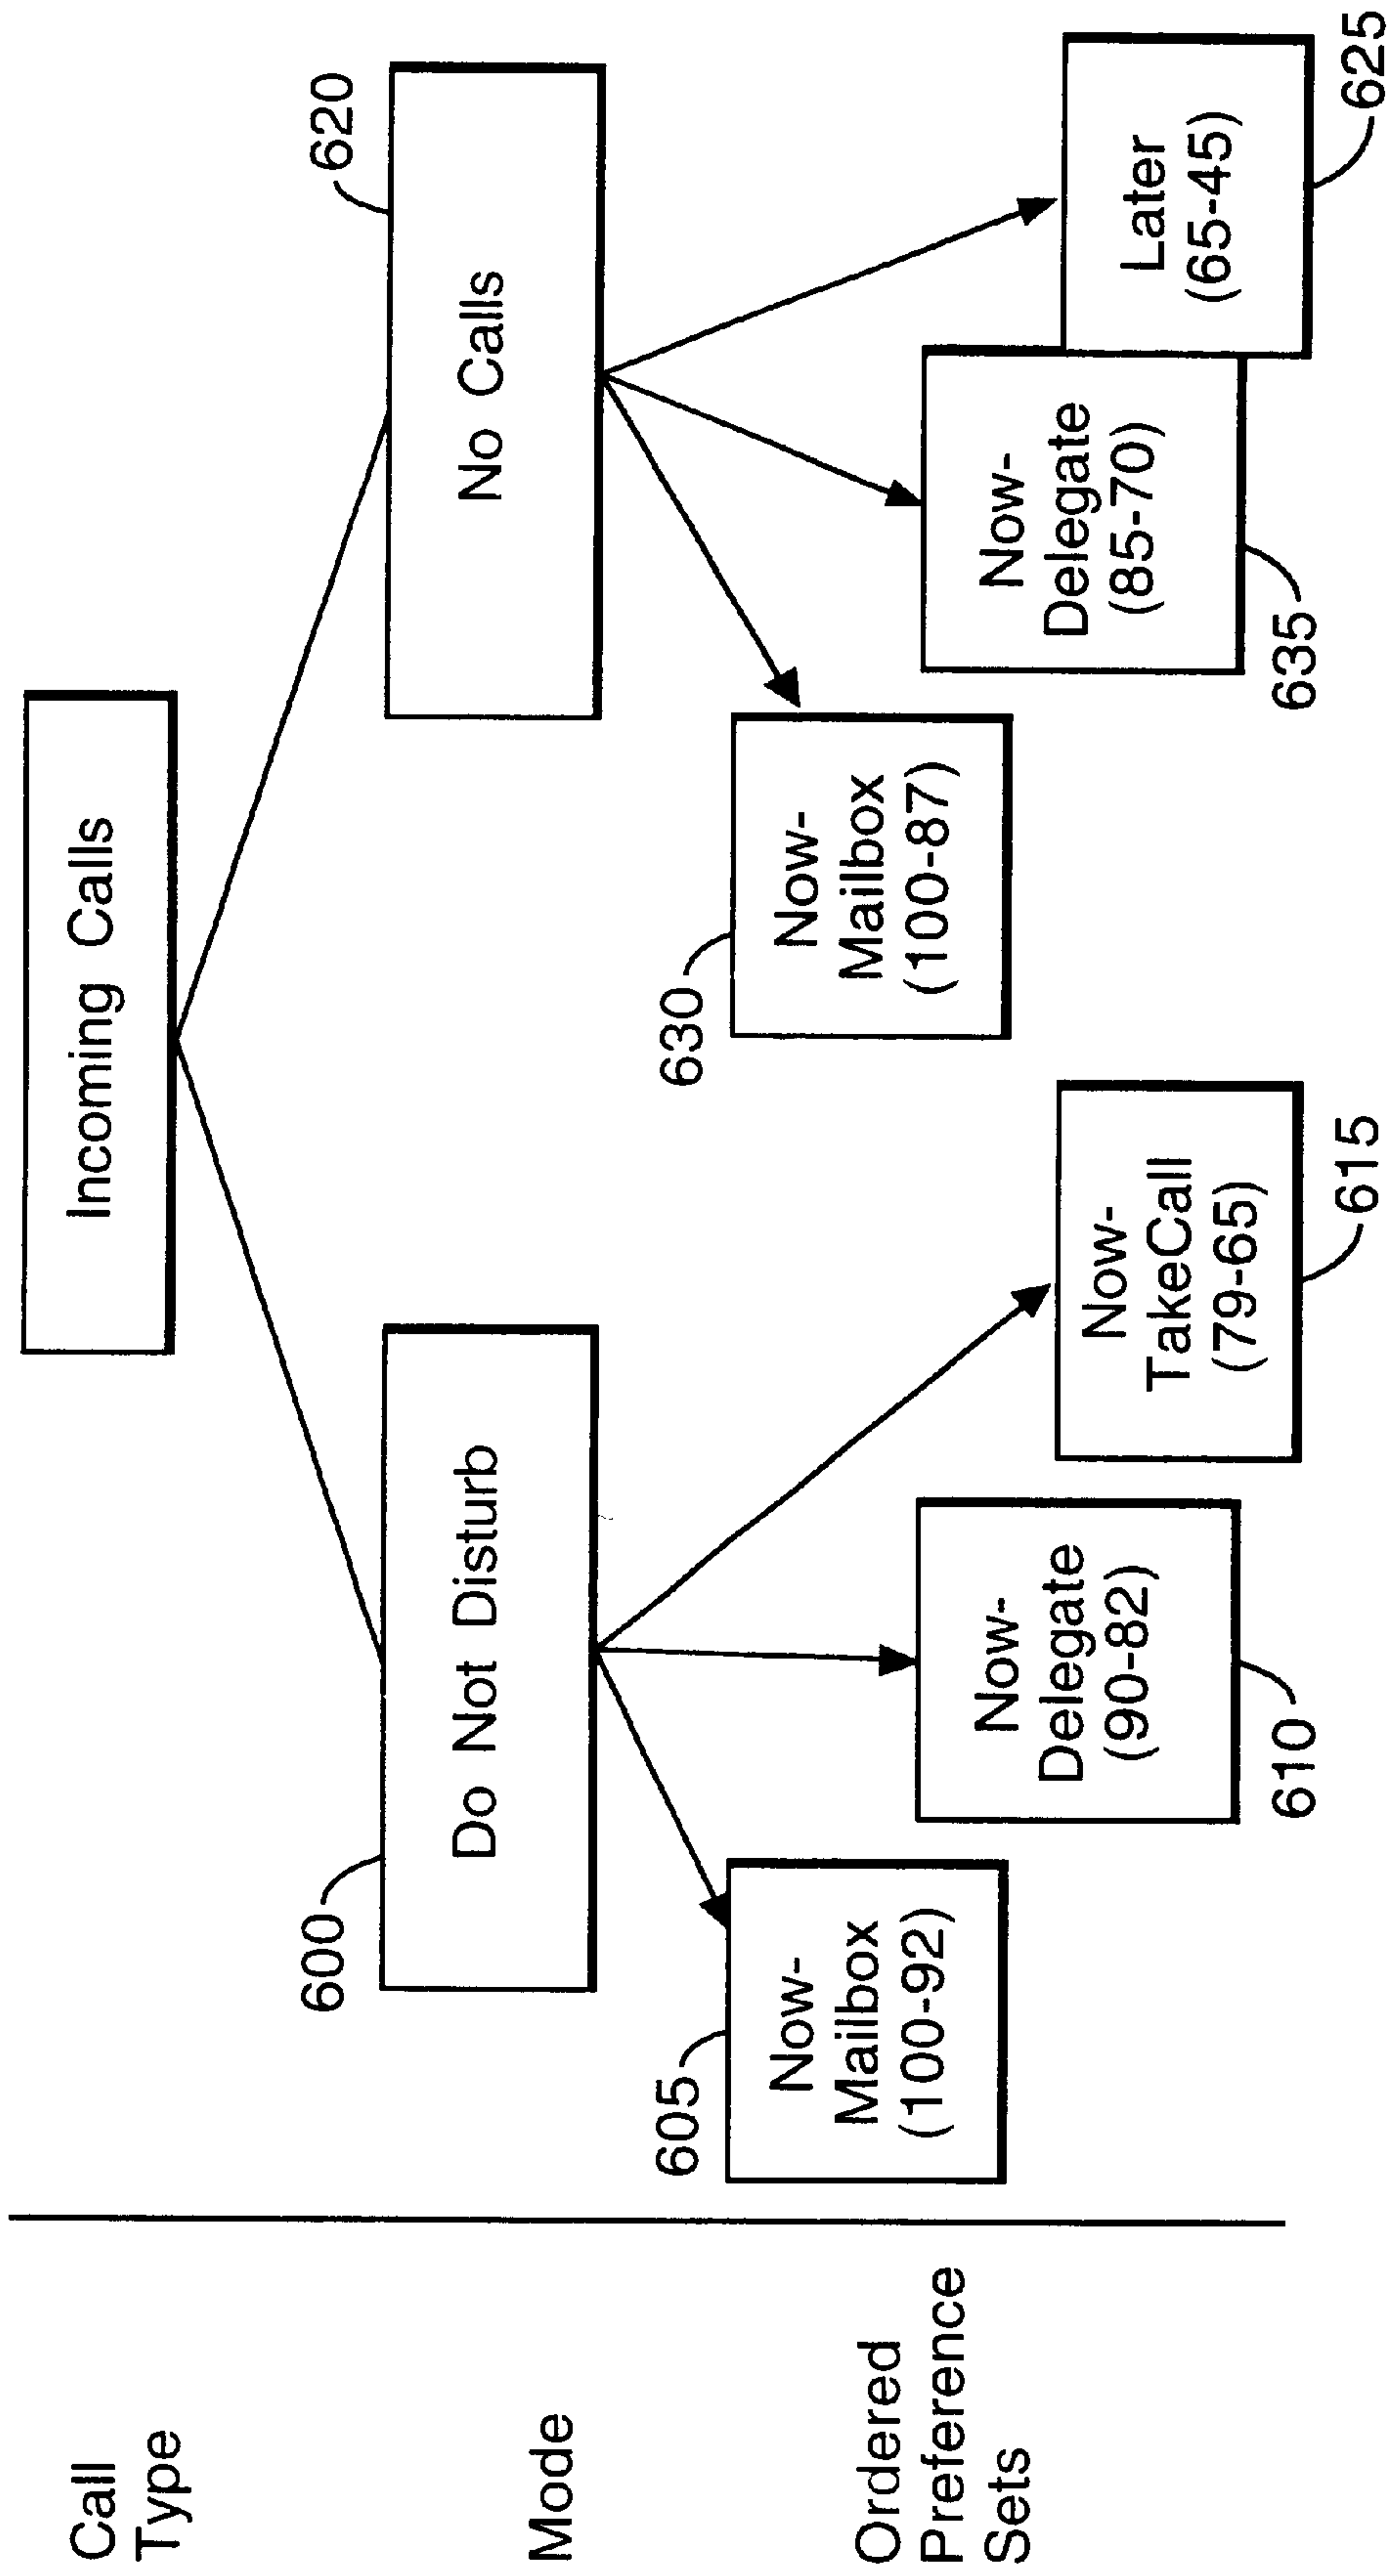 Call
Type
Incoming Calls
Mode
600
Do Not Disturb
620
No Calls
Ordered
Preference
Sets
605
Now-
Mailbox
(100-92)
610
Now-
Delegate
(90-82)
615
Now-
TakeCall
(79-65)
630
Now-
Mailbox
(100-87)
635
Now-
Delegate
(85-70)
625
Later
(65-45)